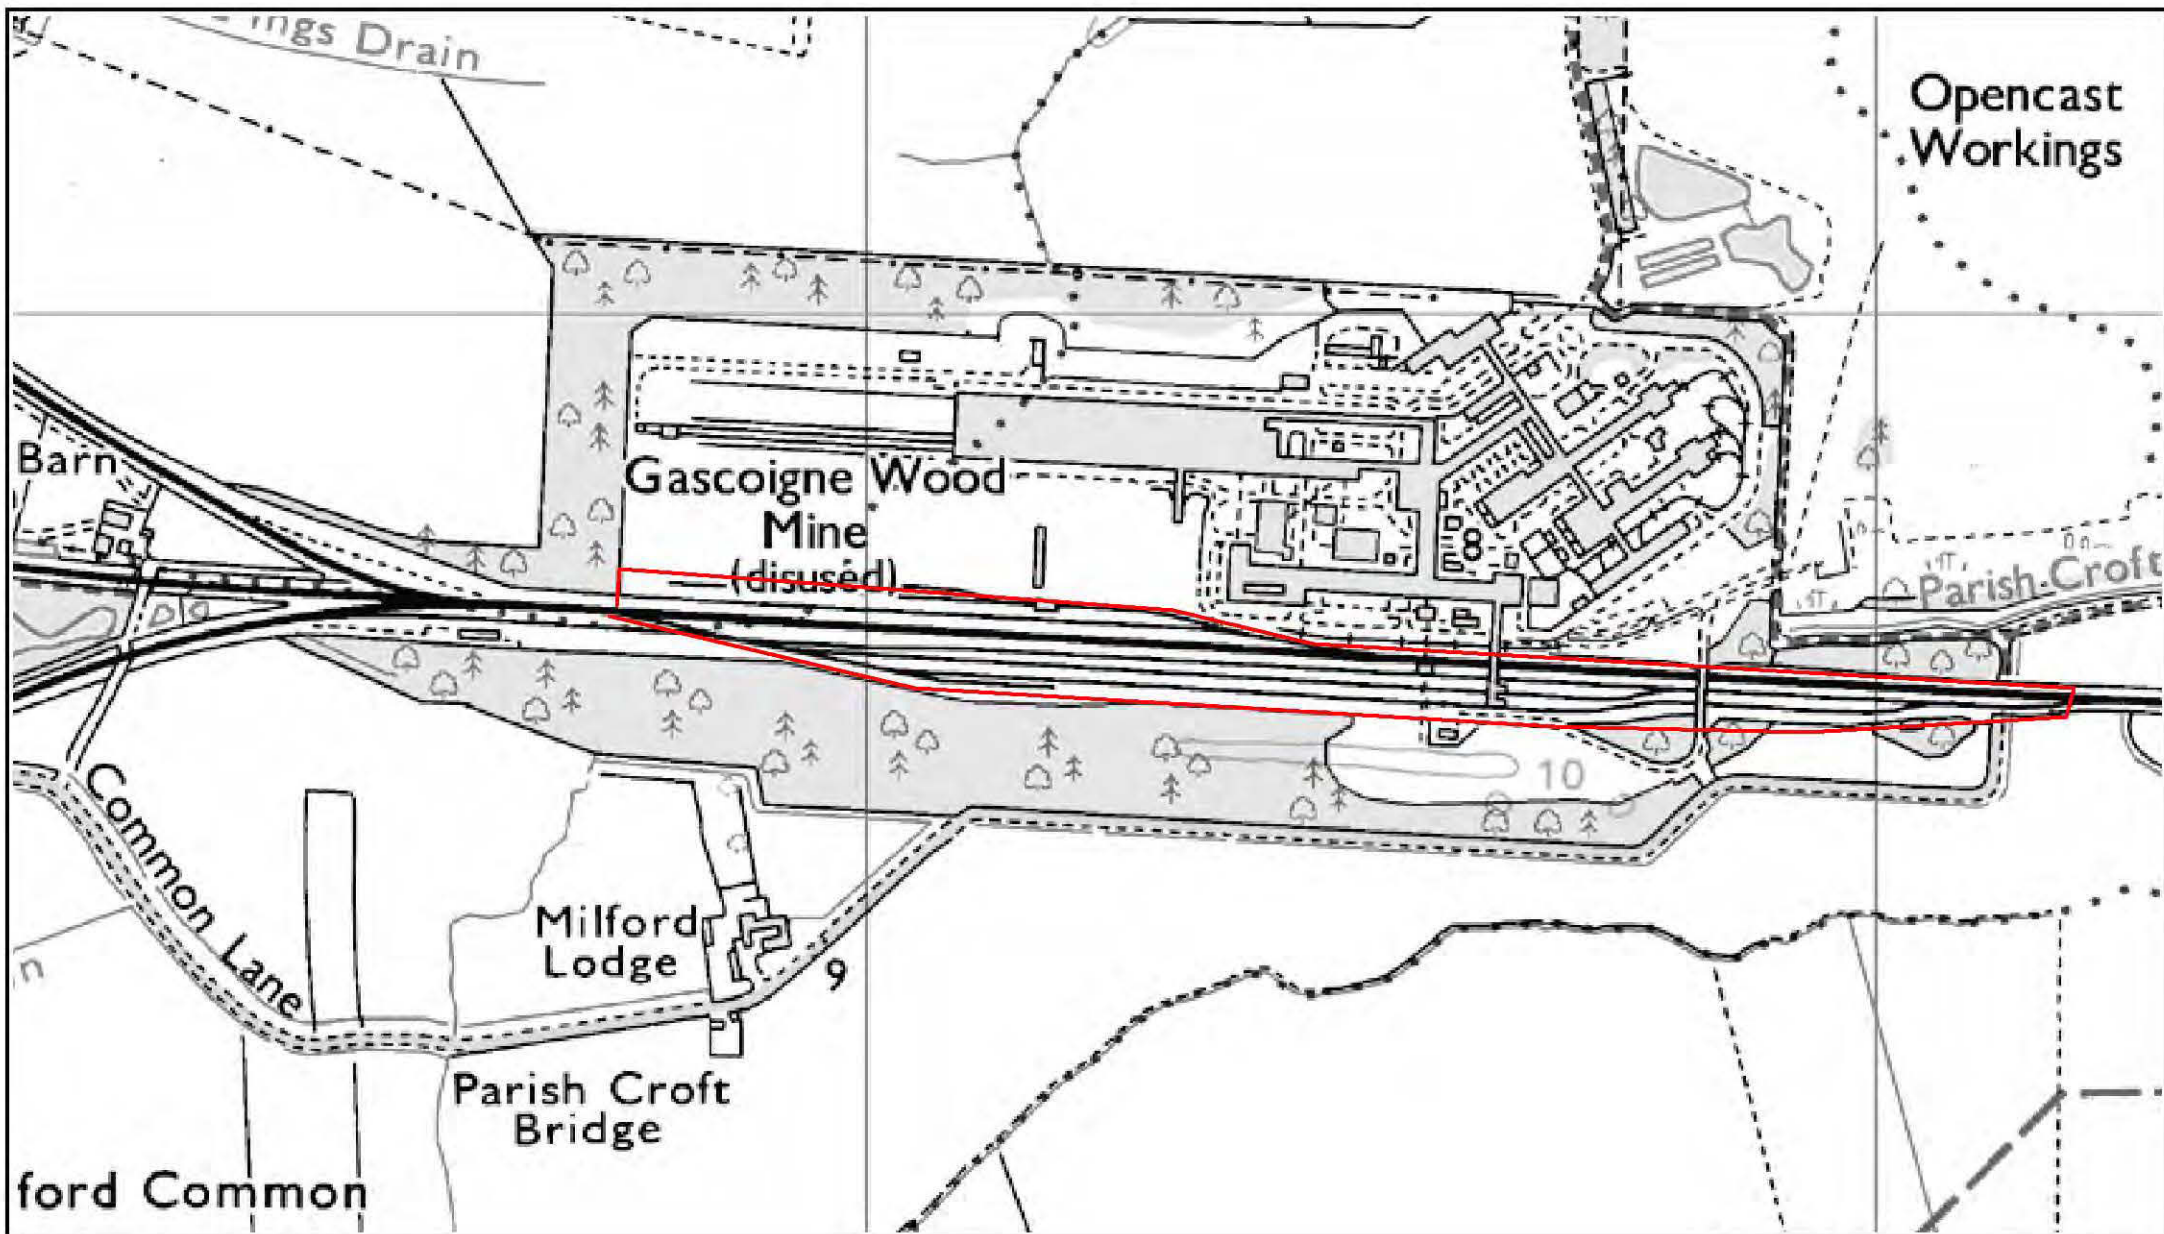 ings Drain
Opencast
Workings
Barn
Gascoigne Wood
Mine
(disused)
8
Parish Croft
10
Common Lane
Milford
Lodge
9
Parish Croft
Bridge
n
ford Common